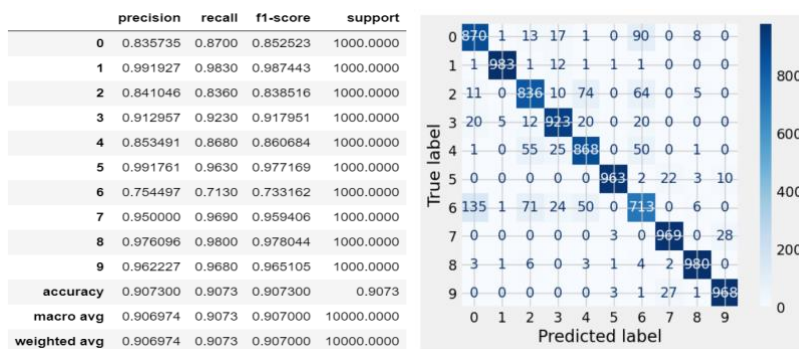 precision recall f1-score support
0 0.835735 0.8700 0.852523 1000.0000
1 0.991927 0.9830 0.987443 1000.0000
2 0.841046 0.8360 0.838516 1000.0000
3 0.912957 0.9230 0.917951 1000.0000
4 0.853491 0.8680 0.860684 1000.0000
5 0.991761 0.9630 0.977169 1000.0000
6 0.754497 0.7130 0.733162 1000.0000
7 0.950000 0.9690 0.959406 1000.0000
8 0.976096 0.9800 0.978044 1000.0000
9 0.962227 0.9680 0.965105 1000.0000
accuracy 0.907300 0.9073 0.907300 0.9073
macro avg 0.906974 0.9073 0.907000 10000.0000
weighted avg 0.906974 0.9073 0.907000 10000.0000
True label
0 870 1 13 17 1 0 90 0 8 0
1 1 983 1 12 1 1 1 0 0 0
2 11 0 836 10 74 0 64 0 5 0
3 20 5 12 923 20 0 20 0 0 0
4 1 0 55 25 868 0 50 0 1 0
5 0 0 0 0 0 963 2 22 3 10
6 135 1 71 24 50 0 713 0 6 0
7 0 0 0 0 0 3 0 969 0 28
8 3 1 6 0 3 1 4 2 980 0
9 0 0 0 0 0 3 1 27 1 968
0 1 2 3 4 5 6 7 8 9
Predicted label
800
600
400
200
0